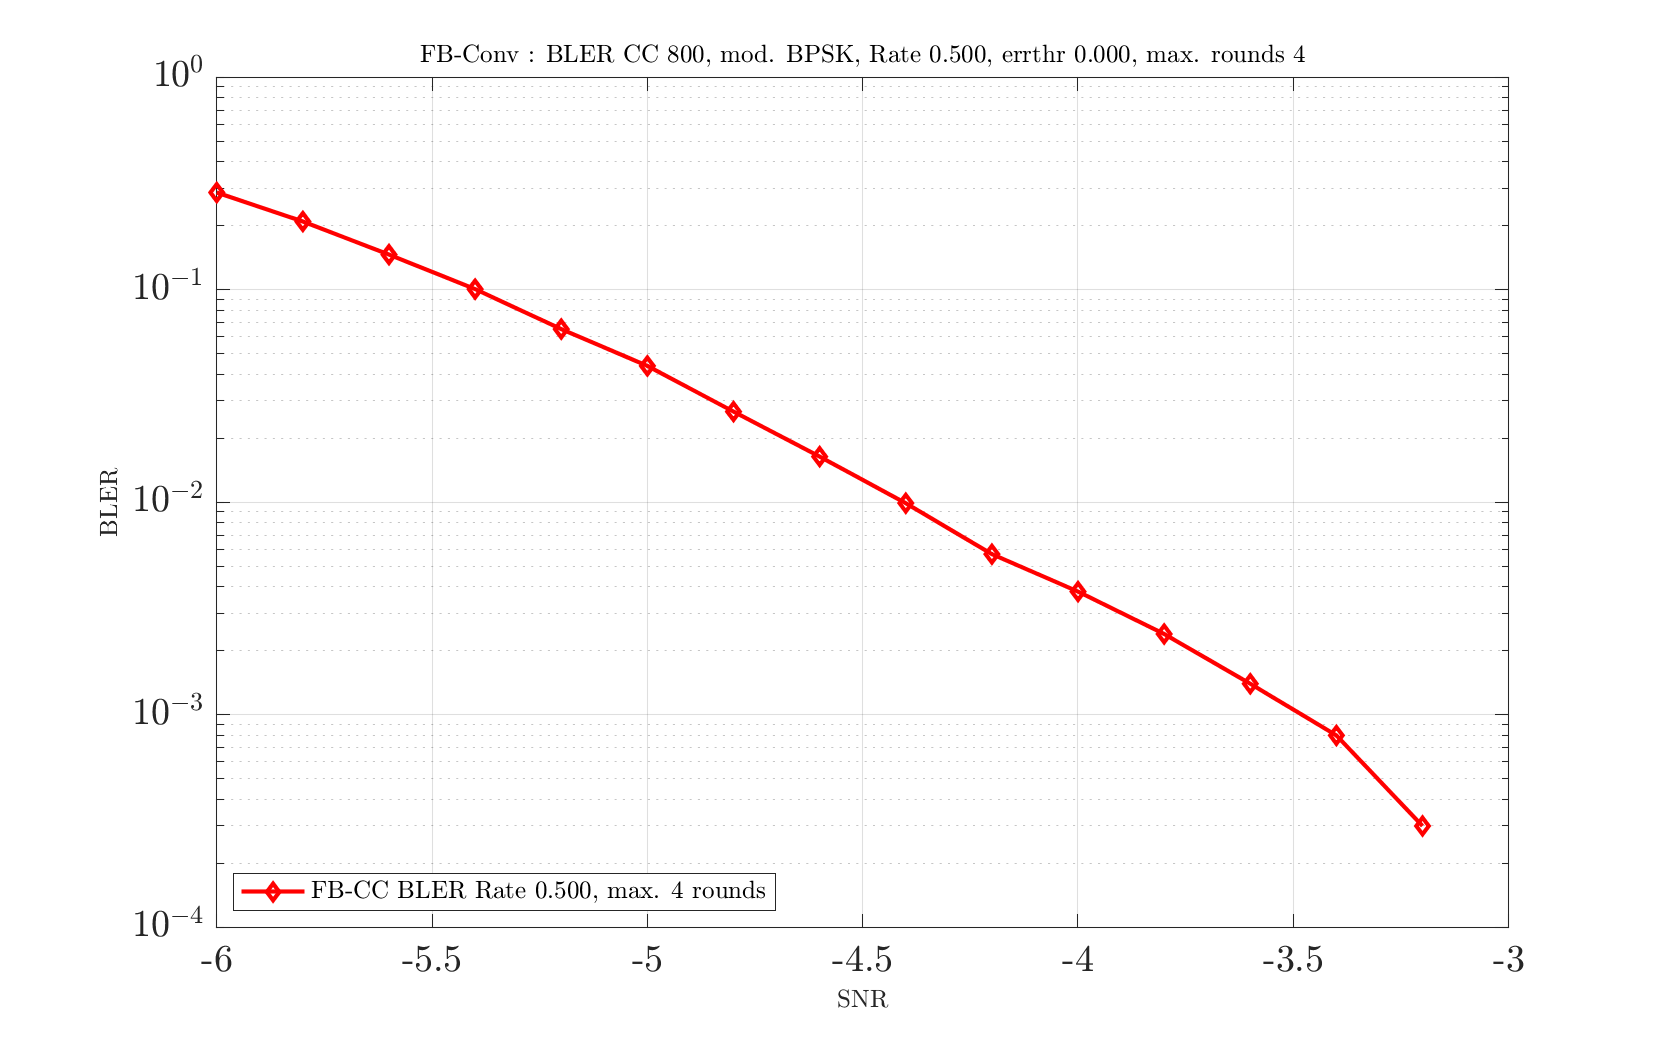 FB-Conv : BLER CC 800, mod. BPSK, Rate 0.500, errthr 0.000, max. rounds 4
10^0
10^{-1}
10^{-2}
10^{-3}
10^{-4}
BLER
FB-CC BLER Rate 0.500, max. 4 rounds
-6 -5.5 -5 -4.5 -4 -3.5 -3
SNR